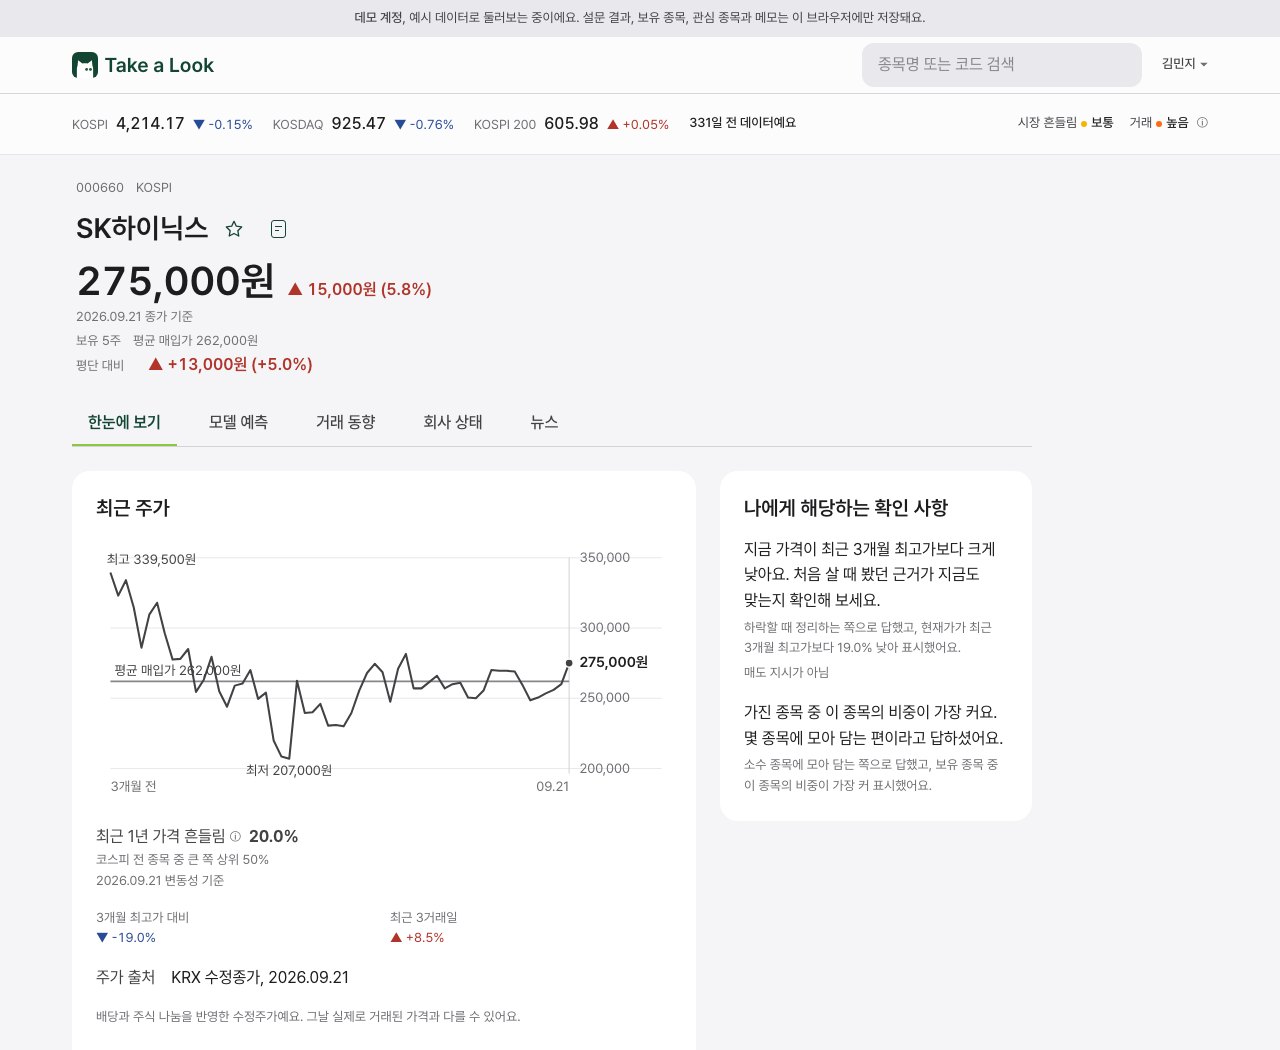 데모 계정, 예시 데이터로 둘러보는 중이에요. 설문 결과, 보유 종목, 관심 종목과 메모는 이 브라우저에만 저장돼요.
Take a Look
종목명 또는 코드 검색
김민지
KOSPI 4,214.17 ▼ -0.15% KOSDAQ 925.47 ▼ -0.76% KOSPI 200 605.98 ▲ +0.05% 331일 전 데이터예요
시장 흔들림 보통 거래 높음 ⓘ
000660 KOSPI
SK하이닉스
275,000원 ▲ 15,000원 (5.8%)
2026.09.21 종가 기준
보유 5주 평균 매입가 262,000원
평단 대비 ▲ +13,000원 (+5.0%)
한눈에 보기 모델 예측 거래 동향 회사 상태 뉴스
최근 주가
최고 339,500원
350,000
300,000
평균 매입가 262,000원
275,000원
250,000
최저 207,000원
200,000
3개월 전
09.21
최근 1년 가격 흔들림 ⓘ 20.0%
코스피 전 종목 중 큰 쪽 상위 50%
2026.09.21 변동성 기준
3개월 최고가 대비
▼ -19.0%
최근 3거래일
▲ +8.5%
주가 출처 KRX 수정종가, 2026.09.21
배당과 주식 나눔을 반영한 수정주가예요. 그날 실제로 거래된 가격과 다를 수 있어요.
나에게 해당하는 확인 사항
지금 가격이 최근 3개월 최고가보다 크게
낮아요. 처음 살 때 봤던 근거가 지금도
맞는지 확인해 보세요.
하락할 때 정리하는 쪽으로 답했고, 현재가가 최근
3개월 최고가보다 19.0% 낮아 표시했어요.
매도 지시가 아님
가진 종목 중 이 종목의 비중이 가장 커요.
몇 종목에 모아 담는 편이라고 답하셨어요.
소수 종목에 모아 담는 쪽으로 답했고, 보유 종목 중
이 종목의 비중이 가장 커 표시했어요.